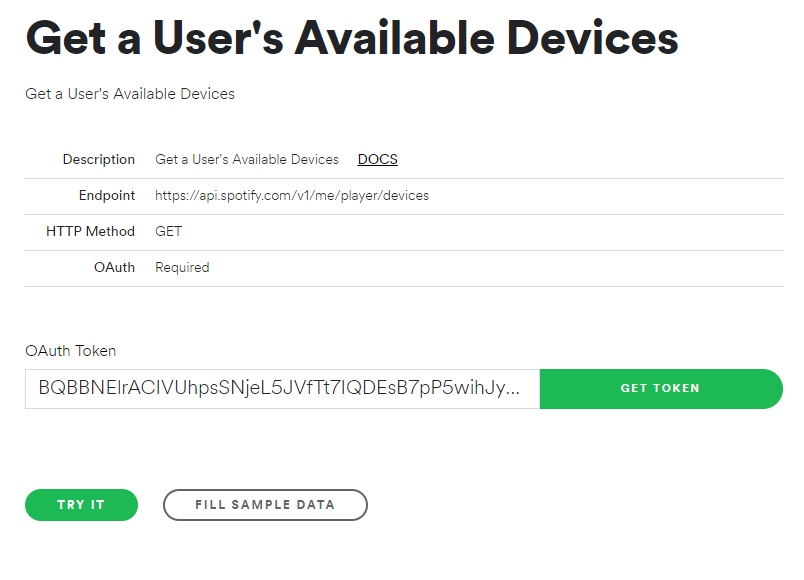 Get a User's Available Devices
Get a User's Available Devices
Description Get a User's Available Devices DOCS
Endpoint https://api.spotify.com/v1/me/player/devices
HTTP Method GET
OAuth Required
OAuth Token
BQBBNElrACIVUhpsSNjeL5JVfTt7IQDEsB7pP5wihJy... GET TOKEN
TRY IT FILL SAMPLE DATA